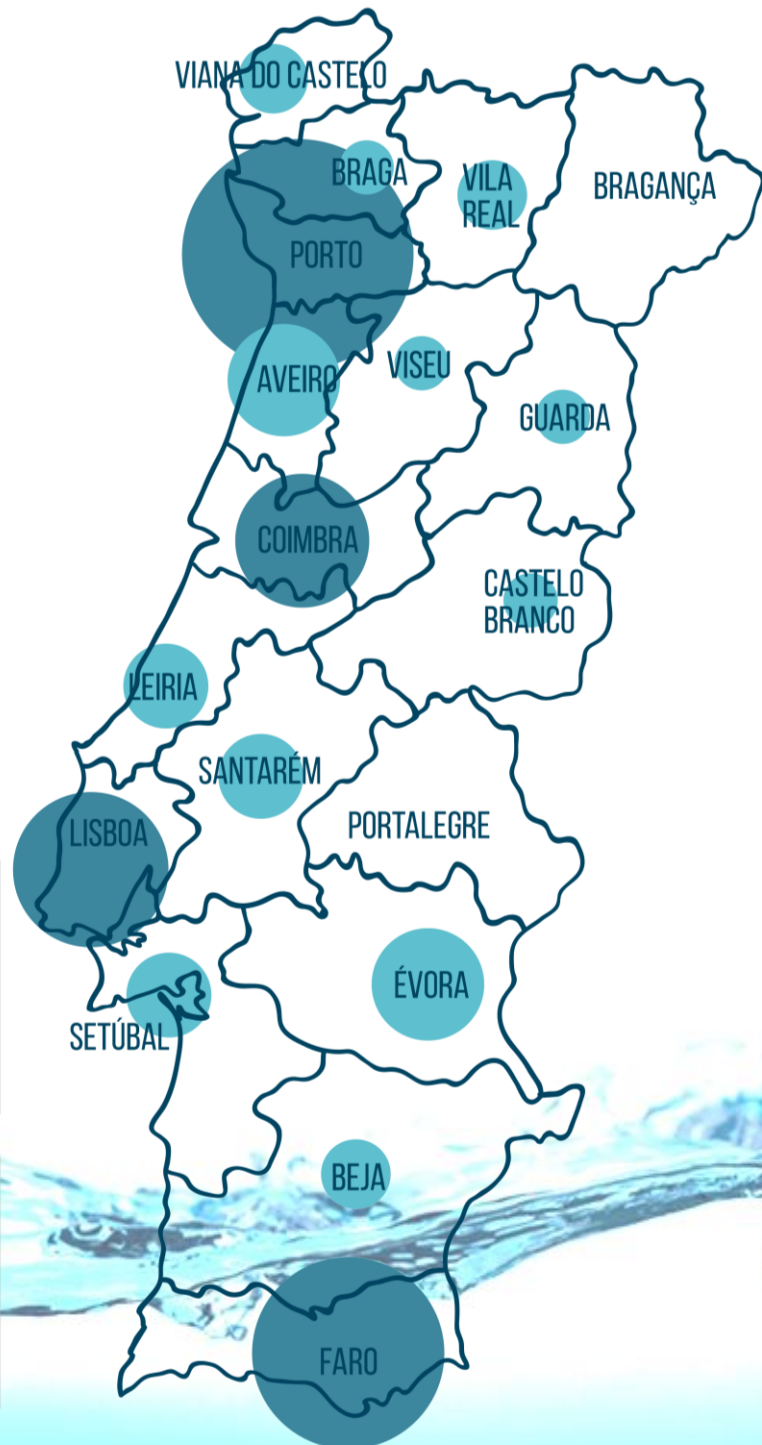 VIANA DO CASTELO
BRAGA
VILA
REAL
BRAGANÇA
PORTO
AVEIRO
VISEU
GUARDA
COIMBRA
CASTELO
BRANCO
LEIRIA
SANTARÉM
PORTALEGRE
LISBOA
ÉVORA
SETÚBAL
BEJA
FARO